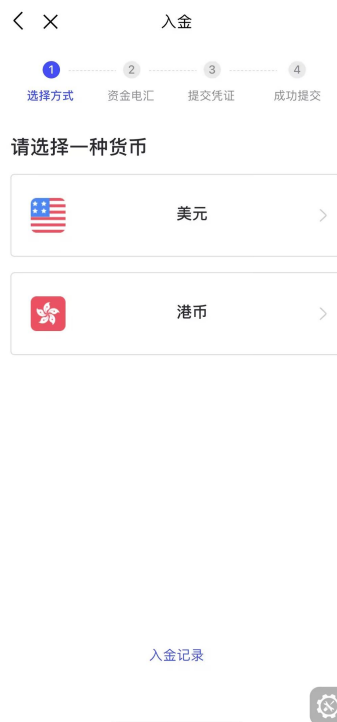 入金
1 2 3 4
选择方式 资金电汇 提交凭证 成功提交
请选择一种货币
美元
港币
入金记录